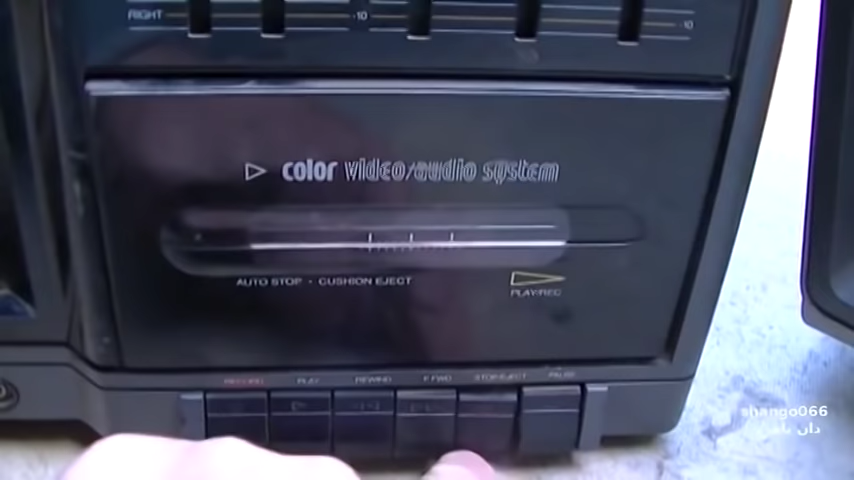 RIGHT 10 10
color video/audio system
AUTO STOP - CUSHION EJECT
PLAY/REC
RECORD PLAY REWIND F.FWD STOP/EJECT PAUSE
shango066